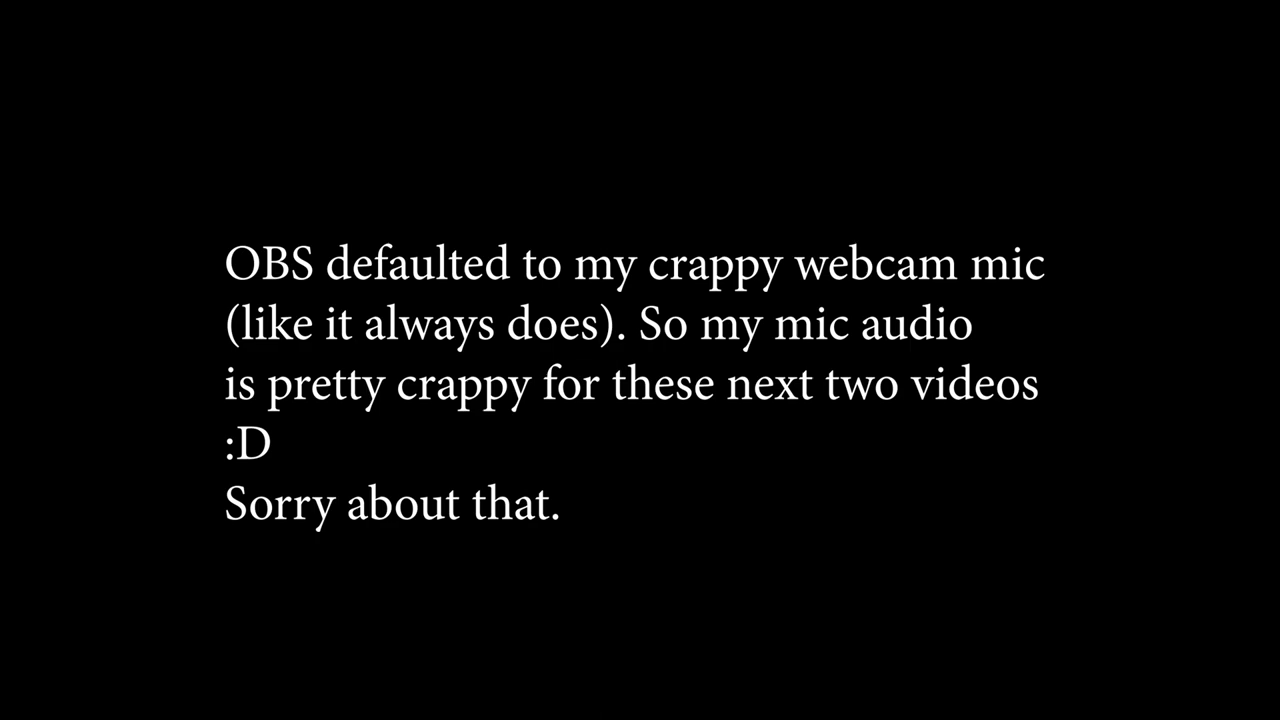 OBS defaulted to my crappy webcam mic
(like it always does). So my mic audio
is pretty crappy for these next two videos
:D
Sorry about that.